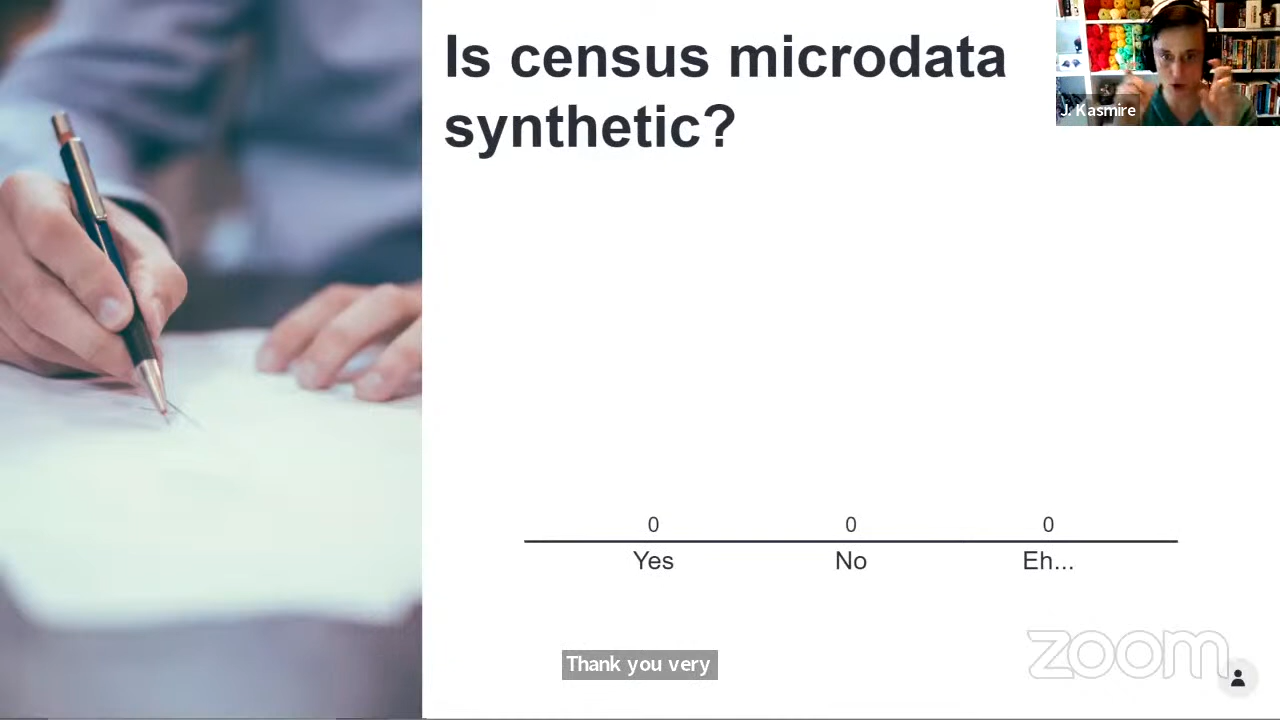 Is census microdata
synthetic?
J. Kasmire
0 0 0
Yes No Eh...
Thank you very
zoom